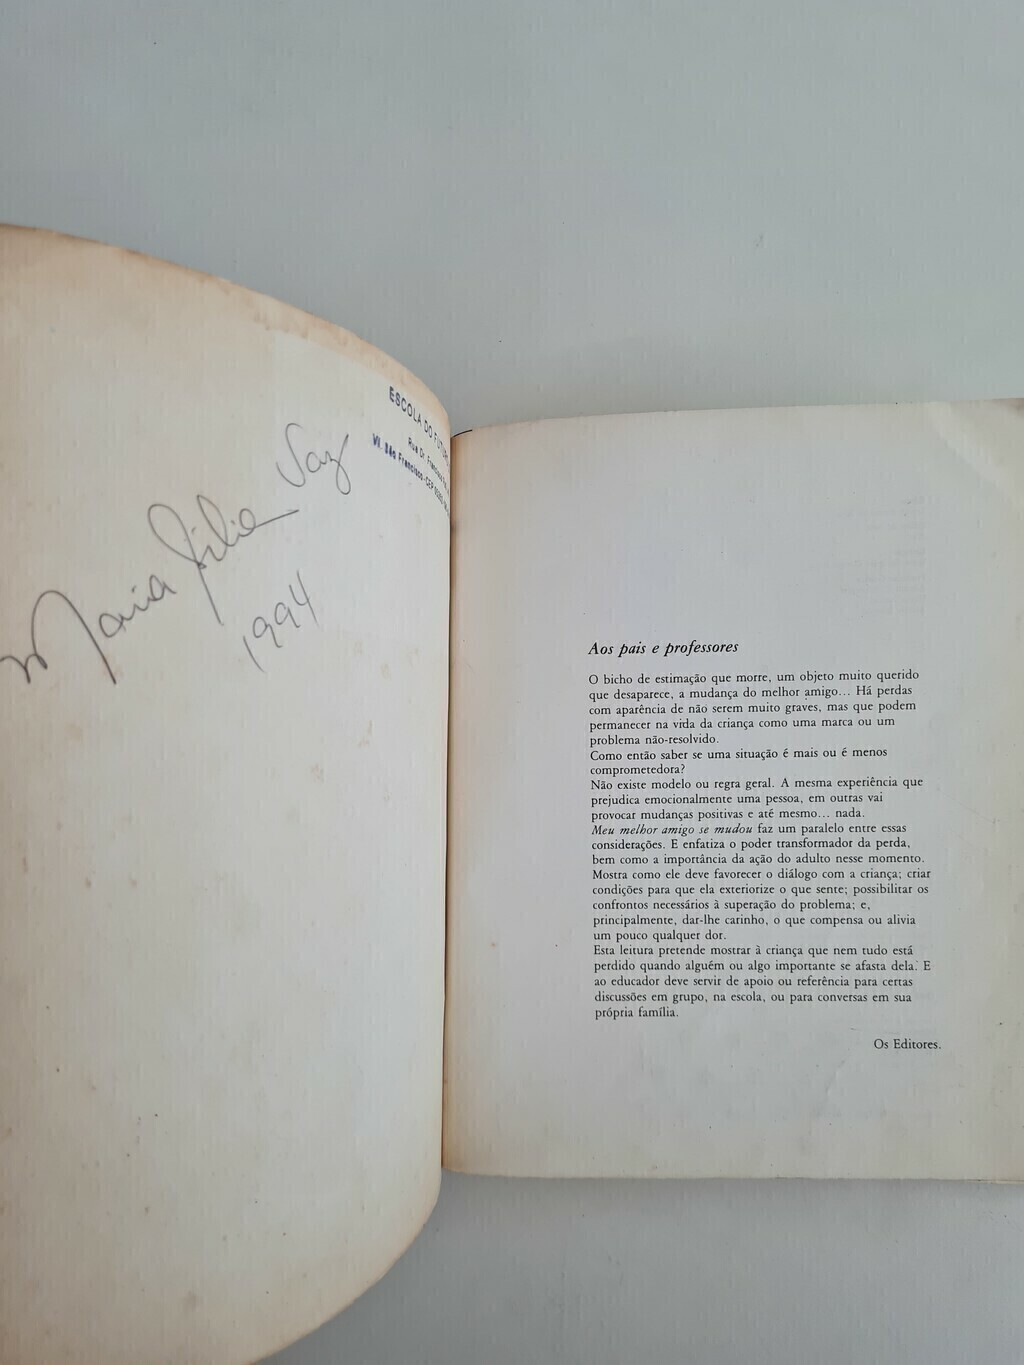 ESCOLA DO FUTURO
Rua Dr. Francisco
Vl. São Francisco - CEP
Maria Vaz
1994
Aos pais e professores
O bicho de estimação que morre, um objeto muito querido
que desaparece, a mudança do melhor amigo... Há perdas
com aparência de não serem muito graves, mas que podem
permanecer na vida da criança como uma marca ou um
problema não-resolvido.
Como então saber se uma situação é mais ou é menos
comprometedora?
Não existe modelo ou regra geral. A mesma experiência que
prejudica emocionalmente uma pessoa, em outras vai
provocar mudanças positivas e até mesmo... nada.
Meu melhor amigo se mudou faz um paralelo entre essas
considerações. E enfatiza o poder transformador da perda,
bem como a importância da ação do adulto nesse momento.
Mostra como ele deve favorecer o diálogo com a criança; criar
condições para que ela exteriorize o que sente; possibilitar os
confrontos necessários à superação do problema; e,
principalmente, dar-lhe carinho, o que compensa ou alivia
um pouco qualquer dor.
Esta leitura pretende mostrar à criança que nem tudo está
perdido quando alguém ou algo importante se afasta dela. E
ao educador deve servir de apoio ou referência para certas
discussões em grupo, na escola, ou para conversas em sua
própria família.
Os Editores.